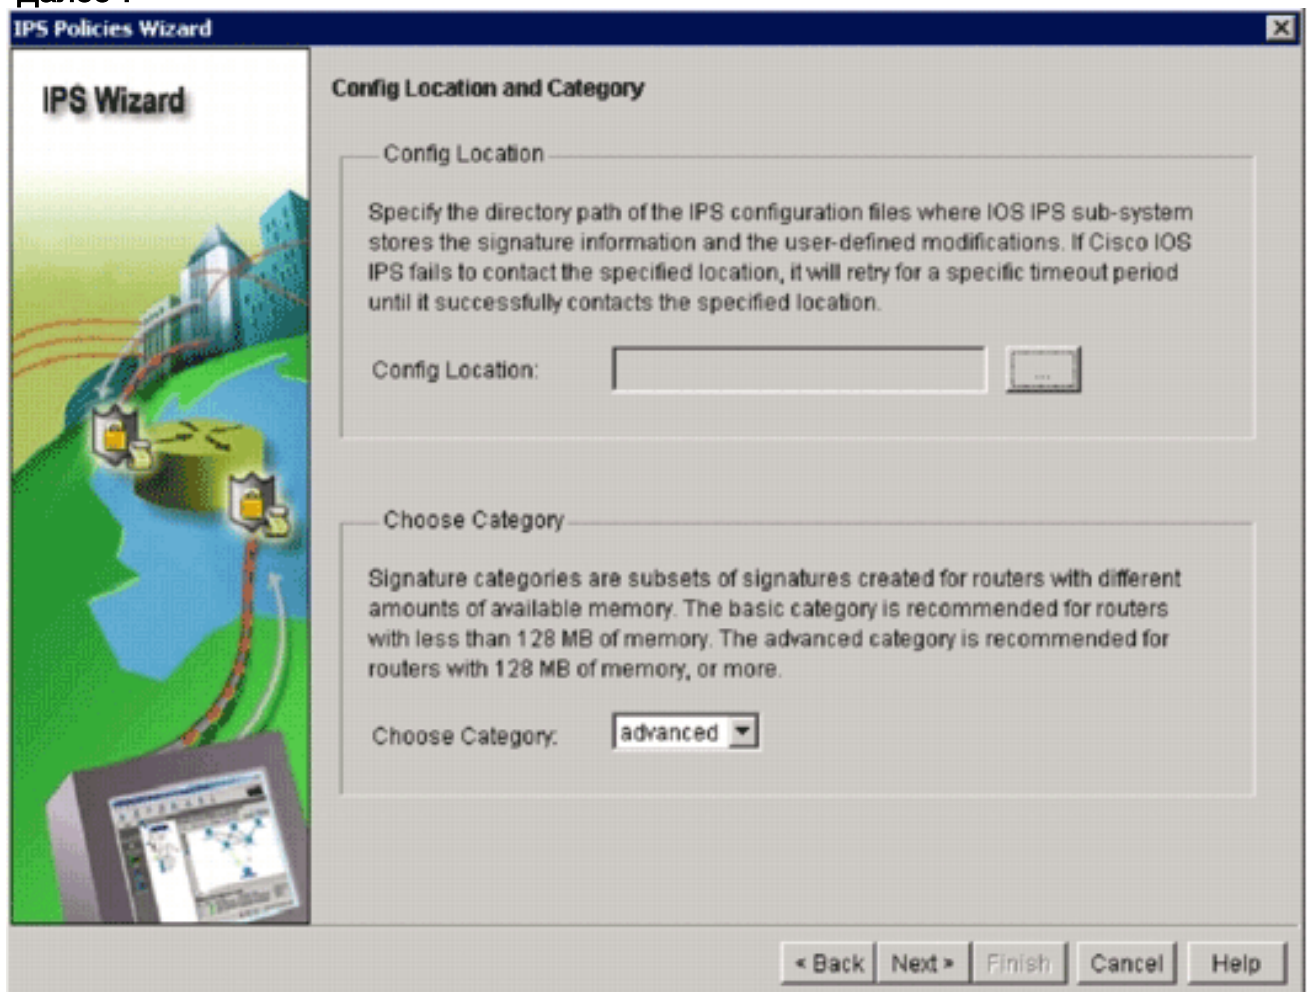 Далее .
IPS Policies Wizard
IPS Wizard
Config Location and Category
Config Location
Specify the directory path of the IPS configuration files where IOS IPS sub-system
stores the signature information and the user-defined modifications. If Cisco IOS
IPS fails to contact the specified location, it will retry for a specific timeout period
until it successfully contacts the specified location.
Config Location:
...
Choose Category
Signature categories are subsets of signatures created for routers with different
amounts of available memory. The basic category is recommended for routers
with less than 128 MB of memory. The advanced category is recommended for
routers with 128 MB of memory, or more.
Choose Category:
advanced
< Back
Next >
Finish
Cancel
Help